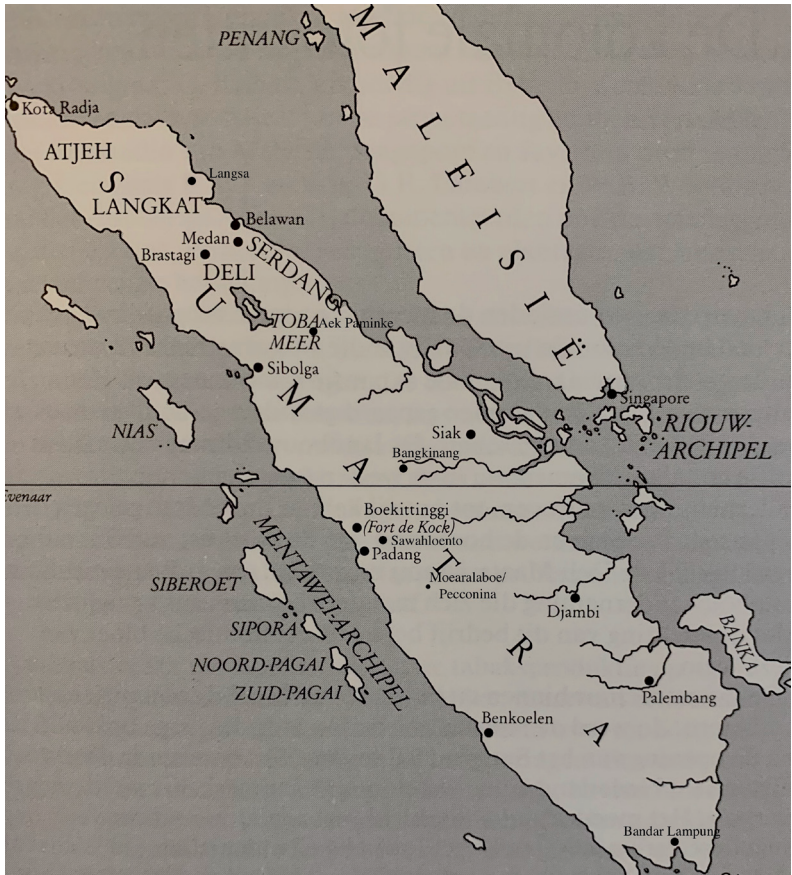 PENANG
MALEISIË
Kota Radja
ATJEH
SUMATRA
Langsa
LANGKAT
Belawan
Medan
SERDANG
Brastagi
DELI
TOBA
MEER
Aek Paminke
Sibolga
Singapore
NIAS
RIOUW-
ARCHIPEL
Siak
Bangkinang
Evenaar
Boekittinggi
(Fort de Kock)
Sawahloento
Padang
MENTAWEI-ARCHIPEL
Moearalaboe/
Pecconina
SIBEROET
Djambi
SIPORA
BANKA
NOORD-PAGAI
ZUID-PAGAI
Palembang
Benkoelen
Bandar Lampung